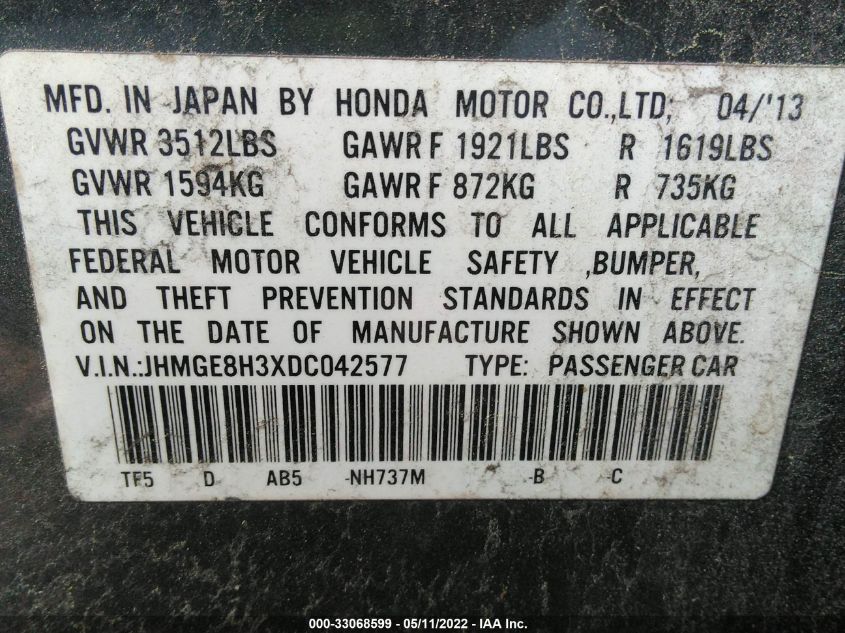 MFD. IN JAPAN BY HONDA MOTOR CO.,LTD; 04/'13
GVWR 3512LBS GAWR F 1921LBS R 1619LBS
GVWR 1594KG GAWR F 872KG R 735KG
THIS VEHICLE CONFORMS TO ALL APPLICABLE
FEDERAL MOTOR VEHICLE SAFETY ,BUMPER,
AND THEFT PREVENTION STANDARDS IN EFFECT
ON THE DATE OF MANUFACTURE SHOWN ABOVE.
V.I.N.:JHMGE8H3XDC042577 TYPE: PASSENGER CAR
TF5 D AB5 -NH737M -B -C
000-33068599 - 05/11/2022 - IAA Inc.